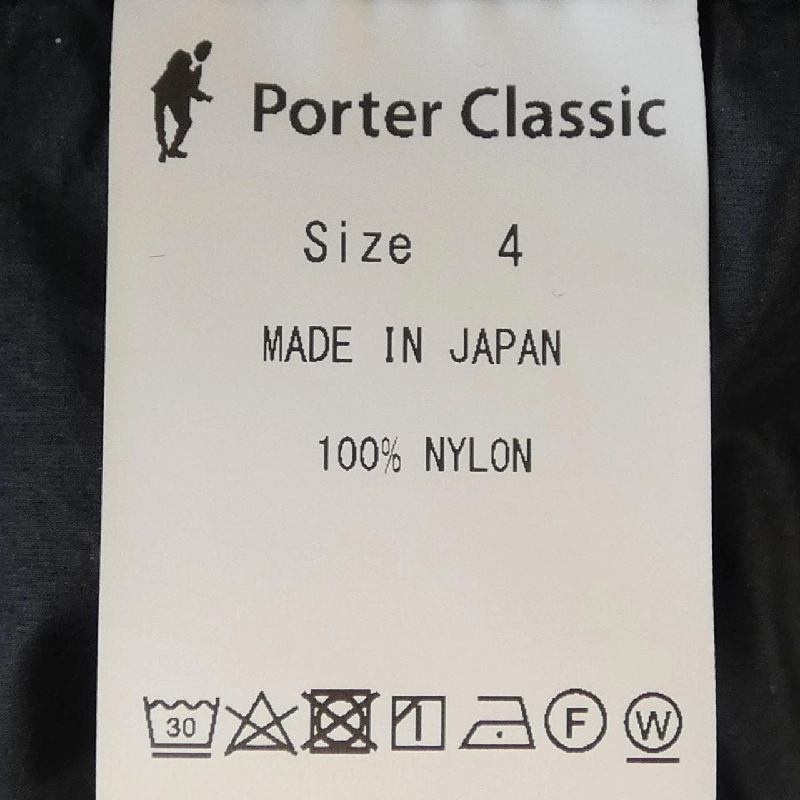 Porter Classic
Size 4
MADE IN JAPAN
100% NYLON
30 F W